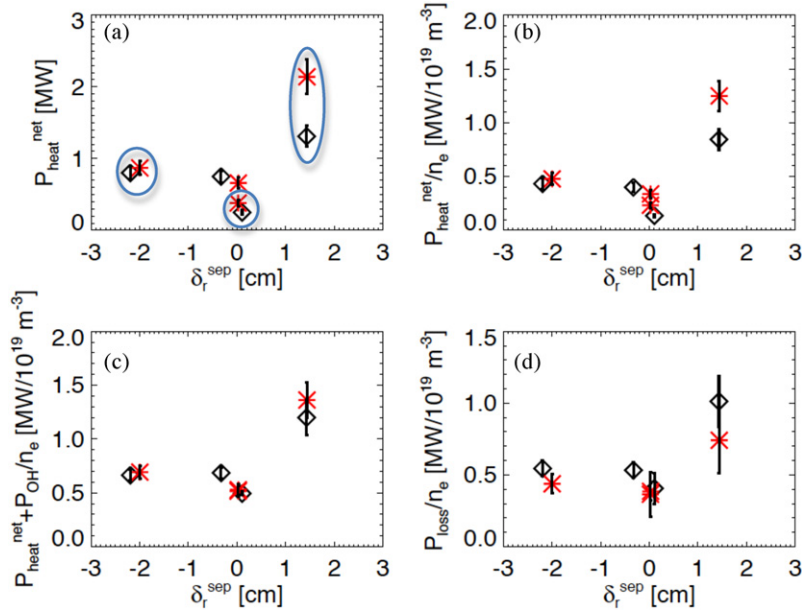 (a)
P_heat^net [MW]
3
2
1
0
-3 -2 -1 0 1 2 3
δ_r^sep [cm]
(b)
P_heat^net/n_e [MW/10^19 m^-3]
2.0
1.5
1.0
0.5
0.0
-3 -2 -1 0 1 2 3
δ_r^sep [cm]
(c)
P_heat^net+P_OH/n_e [MW/10^19 m^-3]
2.0
1.5
1.0
0.5
0.0
-3 -2 -1 0 1 2 3
δ_r^sep [cm]
(d)
P_loss/n_e [MW/10^19 m^-3]
1.5
1.0
0.5
0.0
-3 -2 -1 0 1 2 3
δ_r^sep [cm]